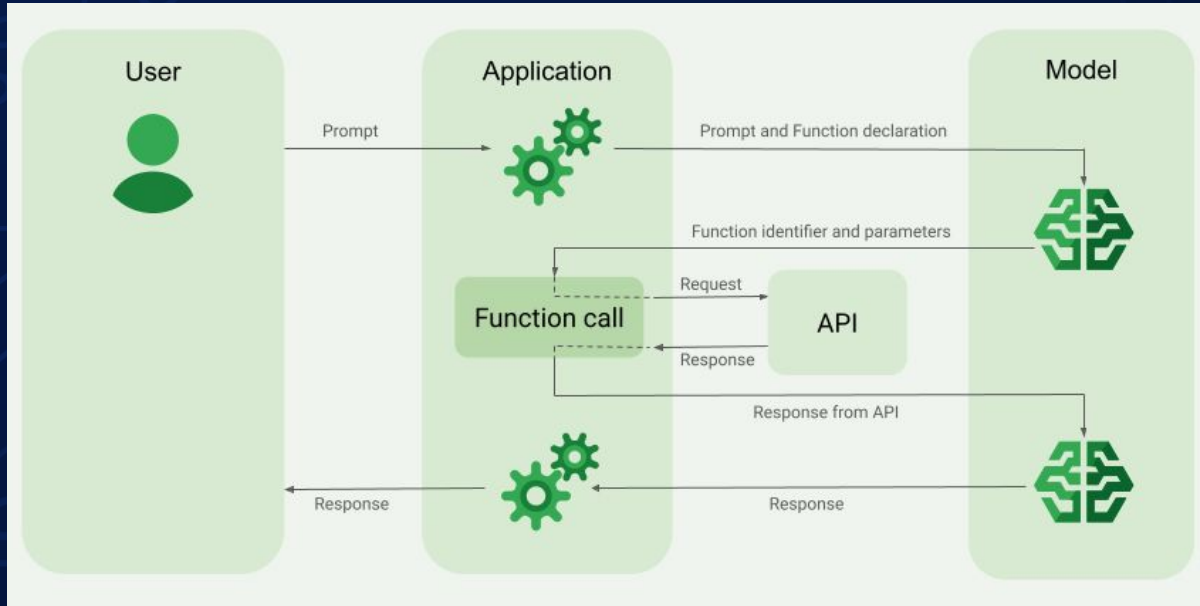 User
Application
Model
Prompt
Prompt and Function declaration
Function identifier and parameters
Request
Function call
API
Response
Response from API
Response
Response